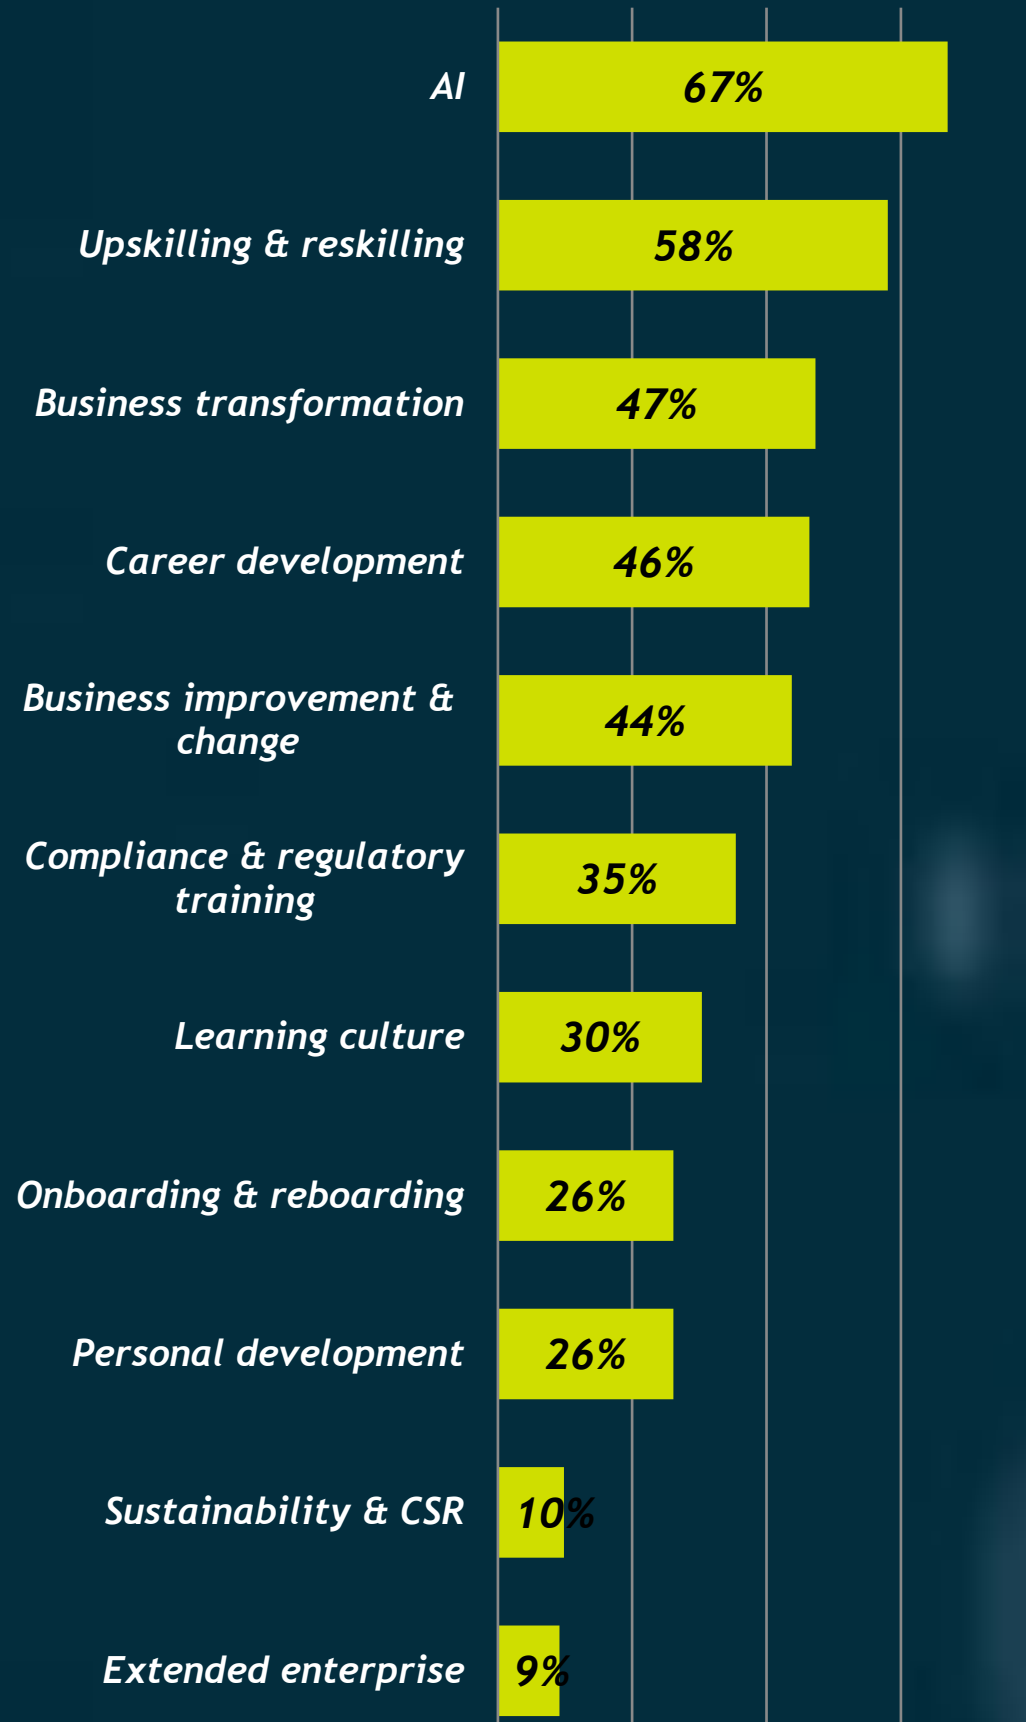 AI
67%
Upskilling & reskilling
58%
Business transformation
47%
Career development
46%
Business improvement &
change
44%
Compliance & regulatory
training
35%
Learning culture
30%
Onboarding & reboarding
26%
Personal development
26%
Sustainability & CSR
10%
Extended enterprise
9%